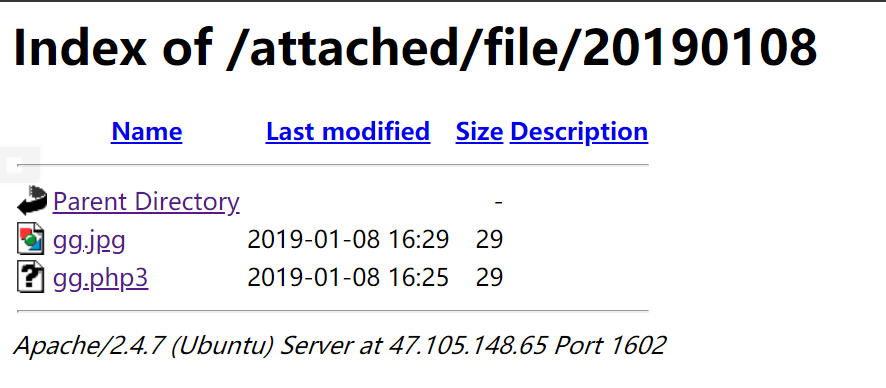 Index of /attached/file/20190108
Name Last modified Size Description
Parent Directory -
gg.jpg 2019-01-08 16:29 29
gg.php3 2019-01-08 16:25 29
Apache/2.4.7 (Ubuntu) Server at 47.105.148.65 Port 1602